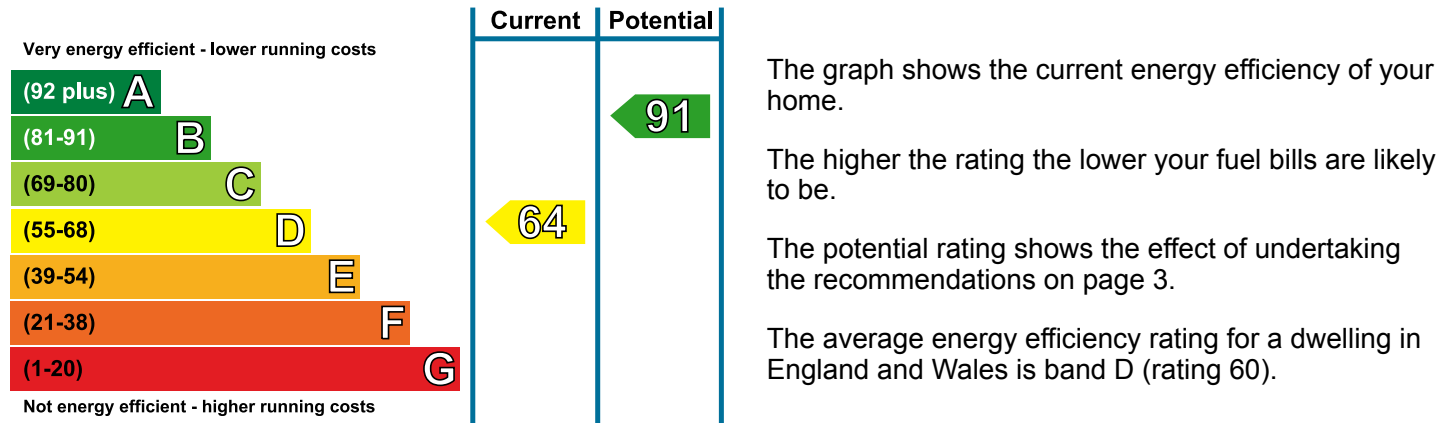 Current Potential
Very energy efficient - lower running costs
(92 plus) A
(81-91) B
91
(69-80) C
(55-68) D
64
(39-54) E
(21-38) F
(1-20) G
Not energy efficient - higher running costs
The graph shows the current energy efficiency of your
home.
The higher the rating the lower your fuel bills are likely
to be.
The potential rating shows the effect of undertaking
the recommendations on page 3.
The average energy efficiency rating for a dwelling in
England and Wales is band D (rating 60).